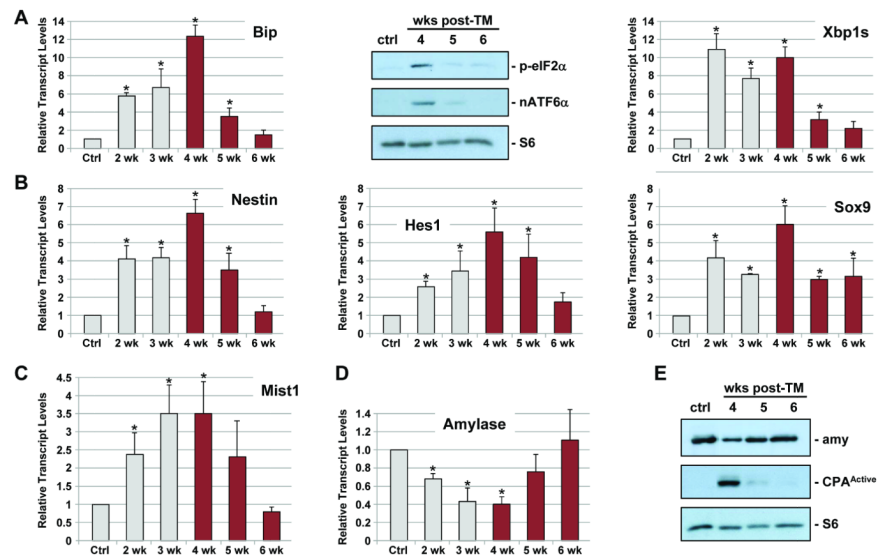 A
Bip
Relative Transcript Levels
14
12
10
8
6
4
2
0
* * * *
Ctrl 2 wk 3 wk 4 wk 5 wk 6 wk
wks post-TM
ctrl 4 5 6
- p-eIF2α
- nATF6α
- S6
Xbp1s
Relative Transcript Levels
14
12
10
8
6
4
2
0
* * * *
Ctrl 2 wk 3 wk 4 wk 5 wk 6 wk
B
Nestin
Relative Transcript Levels
8
7
6
5
4
3
2
1
0
* * * *
Ctrl 2 wk 3 wk 4 wk 5 wk 6 wk
Hes1
Relative Transcript Levels
8
7
6
5
4
3
2
1
0
* * * *
Ctrl 2 wk 3 wk 4 wk 5 wk 6 wk
Sox9
Relative Transcript Levels
8
7
6
5
4
3
2
1
0
* * * * *
Ctrl 2 wk 3 wk 4 wk 5 wk 6 wk
C
Mist1
Relative Transcript Levels
4.5
4
3.5
3
2.5
2
1.5
1
0.5
0
* * *
Ctrl 2 wk 3 wk 4 wk 5 wk 6 wk
D
Amylase
Relative Transcript Levels
1.4
1.2
1.0
0.8
0.6
0.4
0.2
0
* * *
Ctrl 2 wk 3 wk 4 wk 5 wk 6 wk
E
wks post-TM
ctrl 4 5 6
- amy
- CPA^Active
- S6